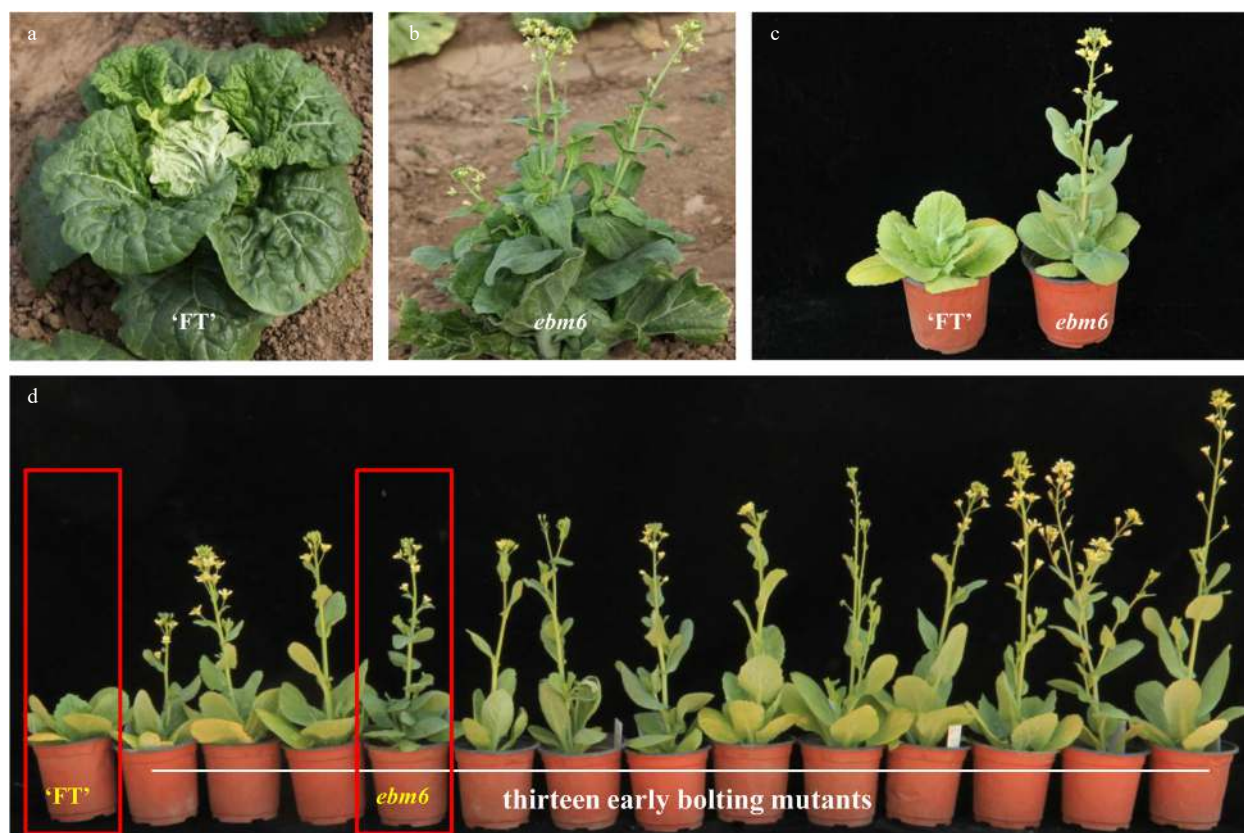 a
'FT'
b
ebm6
c
'FT'
ebm6
d
'FT'
ebm6
thirteen early bolting mutants